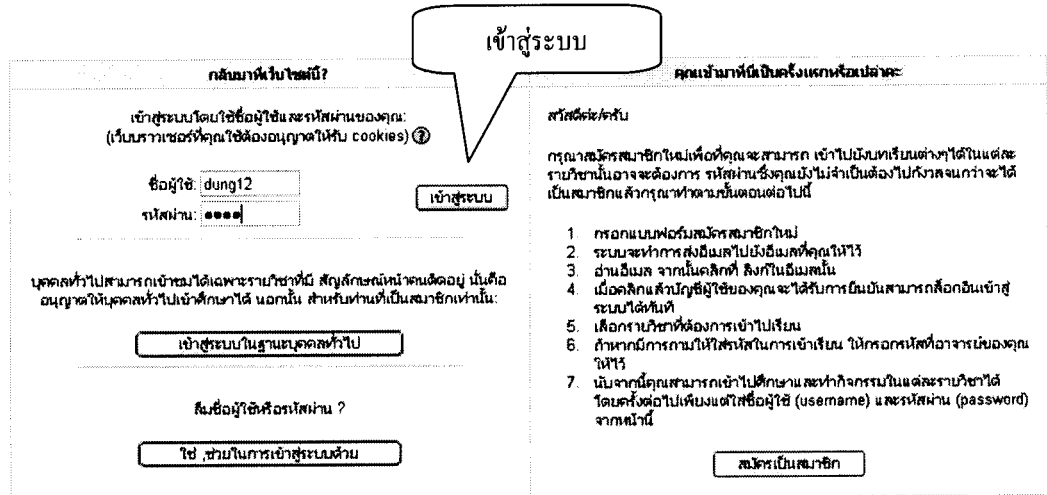 เข้าสู่ระบบ
กลับมาที่เว็บไซต์นี้?
เข้าสู่ระบบโดยใช้ชื่อผู้ใช้และรหัสผ่านของคุณ:
(เว็บบราวเซอร์ที่คุณใช้ต้องอนุญาตให้รับ cookies) ?
ชื่อผู้ใช้: dung12
รหัสผ่าน: ●●●●
เข้าสู่ระบบ
บุคคลทั่วไปสามารถเข้าชมได้เฉพาะรายวิชาที่มี สัญลักษณ์หน้าคนติดอยู่ นั่นคือ
อนุญาตให้บุคคลทั่วไปเข้าศึกษาได้ นอกนั้น สำหรับท่านที่เป็นสมาชิกเท่านั้น:
เข้าสู่ระบบในฐานะบุคคลทั่วไป
ลืมชื่อผู้ใช้หรือรหัสผ่าน ?
ใช่ ,ช่วยในการเข้าสู่ระบบด้วย
คุณเข้ามาที่นี่เป็นครั้งแรกหรือเปล่าคะ
สวัสดีค่ะ/ครับ
กรุณาสมัครสมาชิกใหม่เพื่อที่คุณจะสามารถ เข้าไปยังบทเรียนต่างๆได้ในแต่ละ
รายวิชานั้นอาจจะต้องการ รหัสผ่านซึ่งคุณยังไม่จำเป็นต้องไปกังวลจนกว่าจะได้
เป็นสมาชิกแล้วกรุณาทำตามขั้นตอนต่อไปนี้
1. กรอกแบบฟอร์มสมัครสมาชิกใหม่
2. ระบบจะทำการส่งอีเมลไปยังอีเมลที่คุณให้ไว้
3. อ่านอีเมล จากนั้นคลิกที่ ลิงก์ในอีเมลนั้น
4. เมื่อคลิกแล้วบัญชีผู้ใช้ของคุณจะได้รับการยืนยันสามารถล็อกอินเข้าสู่
ระบบได้ทันที
5. เลือกรายวิชาที่ต้องการเข้าไปเรียน
6. ถ้าหากมีการถามให้ใส่รหัสในการเข้าเรียน ให้กรอกรหัสที่อาจารย์ของคุณ
ให้ไว้
7. นับจากนี้คุณสามารถเข้าไปศึกษาและทำกิจกรรมในแต่ละรายวิชาได้
โดยครั้งต่อไปเพียงแต่ใส่ชื่อผู้ใช้ (username) และรหัสผ่าน (password)
จากหน้านี้
สมัครเป็นสมาชิก